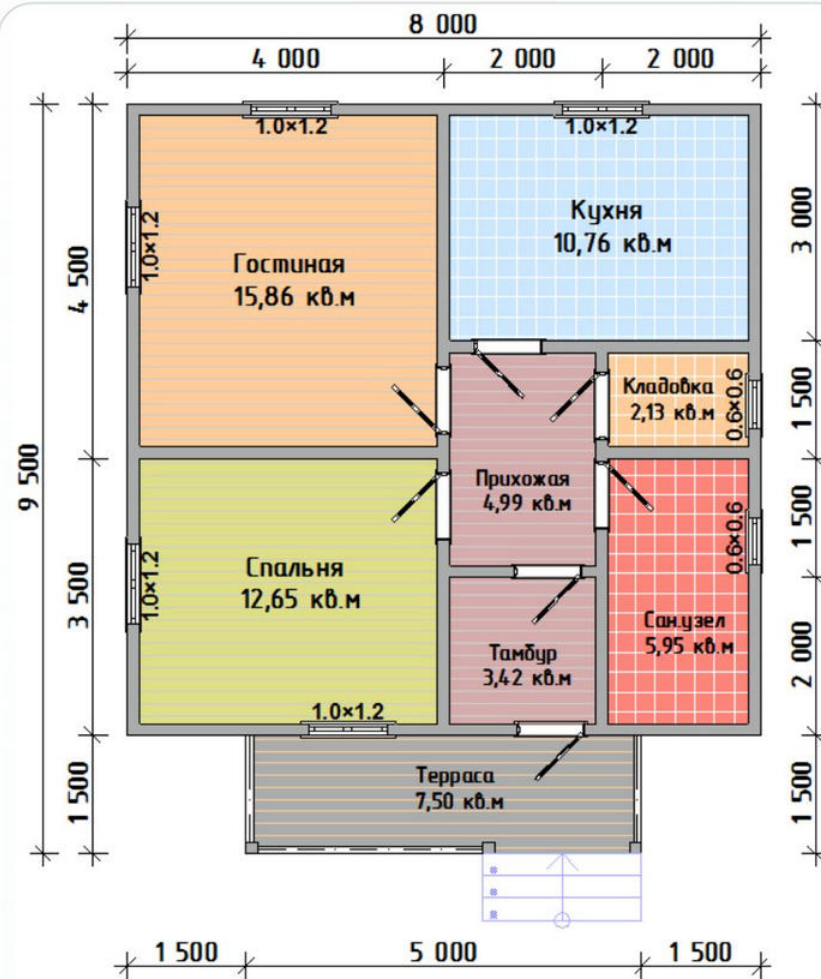 8 000
4 000
2 000
2 000
1.0×1.2
1.0×1.2
Кухня
10,76 кв.м
3 000
1.0×1.2
4 500
Гостиная
15,86 кв.м
Кладовка
2,13 кв.м
0.6×0.6
1 500
9 500
Прихожая
4,99 кв.м
1 500
0.6×0.6
1.0×1.2
3 500
Спальня
12,65 кв.м
Тамбур
3,42 кв.м
Сан.узел
5,95 кв.м
2 000
1.0×1.2
1 500
Терраса
7,50 кв.м
1 500
1 500
5 000
1 500